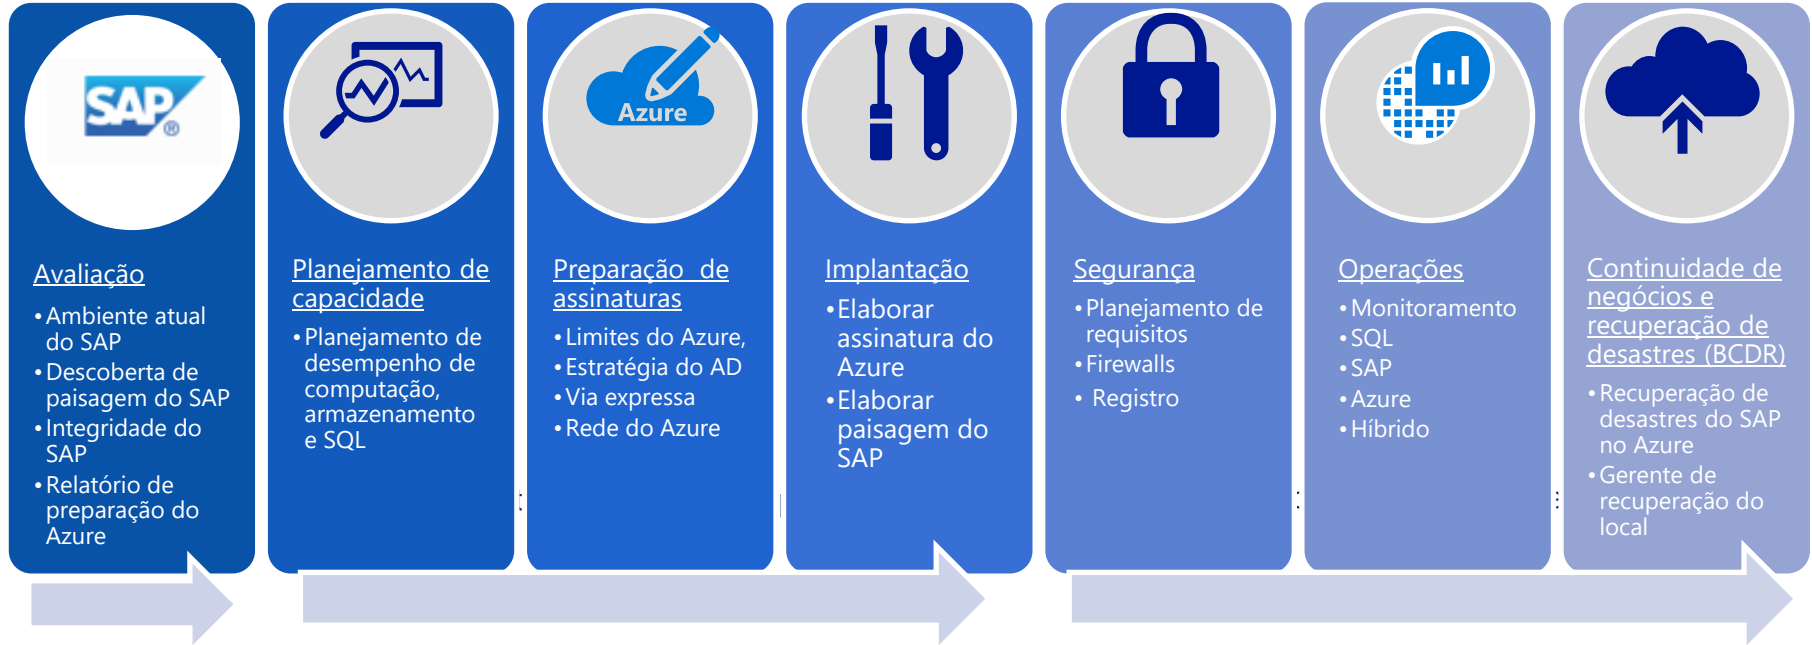 SAP®
Avaliação
•Ambiente atual
do SAP
•Descoberta de
paisagem do SAP
•Integridade do
SAP
•Relatório de
preparação do
Azure
Planejamento de
capacidade
•Planejamento de
desempenho de
computação,
armazenamento
e SQL
Azure
Preparação de
assinaturas
•Limites do Azure,
•Estratégia do AD
•Via expressa
•Rede do Azure
Implantação
•Elaborar
assinatura do
Azure
•Elaborar
paisagem do
SAP
Segurança
•Planejamento de
requisitos
•Firewalls
• Registro
Operações
•Monitoramento
•SQL
•SAP
•Azure
•Híbrido
Continuidade de
negócios e
recuperação de
desastres (BCDR)
•Recuperação de
desastres do SAP
no Azure
•Gerente de
recuperação do
local